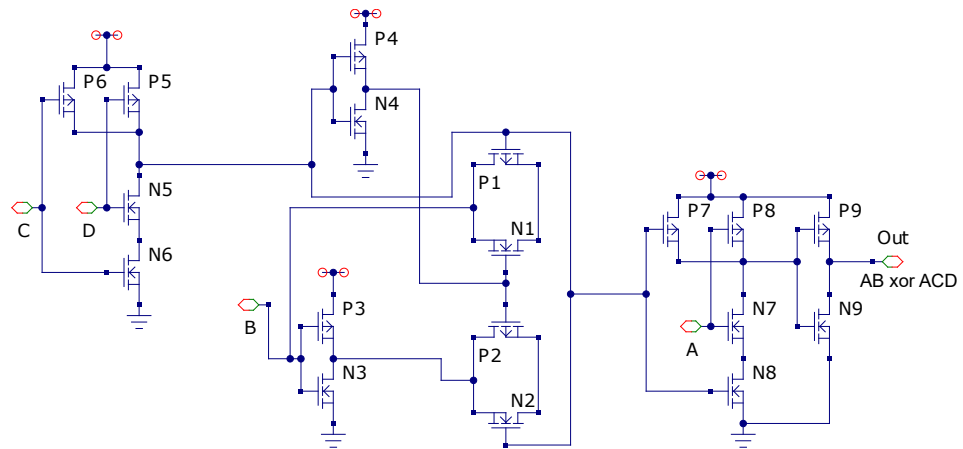 P4
P6 P5
N4
N5
P1
C D
P7 P8 P9
N1
Out
N6
AB xor ACD
P3
B
N7 N9
A
P2
N3
N8
N2